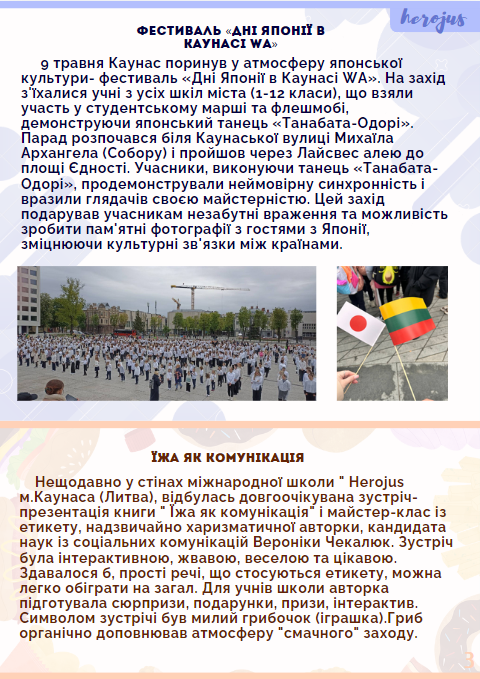 herojus
ФЕСТИВАЛЬ «ДНІ ЯПОНІЇ В
КАУНАСІ WA»
9 травня Каунас поринув у атмосферу японської
культури- фестиваль «Дні Японії в Каунасі WA». На захід
з'їхалися учні з усіх шкіл міста (1-12 класи), що взяли
участь у студентському марші та флешмобі,
демонструючи японський танець «Танабата-Одорі».
Парад розпочався біля Каунаської вулиці Михаїла
Архангела (Собору) і пройшов через Лайсвес алею до
площі Єдності. Учасники, виконуючи танець «Танабата-
Одорі», продемонстрували неймовірну синхронність і
вразили глядачів своєю майстерністю. Цей захід
подарував учасникам незабутні враження та можливість
зробити пам'ятні фотографії з гостями з Японії,
зміцнюючи культурні зв'язки між країнами.
ЇЖА ЯК КОМУНІКАЦІЯ
Нещодавно у стінах міжнародної школи " Herojus
м.Каунаса (Литва), відбулась довгоочікувана зустріч-
презентація книги " Їжа як комунікація" і майстер-клас із
етикету, надзвичайно харизматичної авторки, кандидата
наук із соціальних комунікацій Вероніки Чекалюк. Зустріч
була інтерактивною, жвавою, веселою та цікавою.
Здавалося б, прості речі, що стосуються етикету, можна
легко обіграти на загал. Для учнів школи авторка
підготувала сюрпризи, подарунки, призи, інтерактив.
Символом зустрічі був милий грибочок (іграшка).Гриб
органічно доповнював атмосферу "смачного" заходу.
3